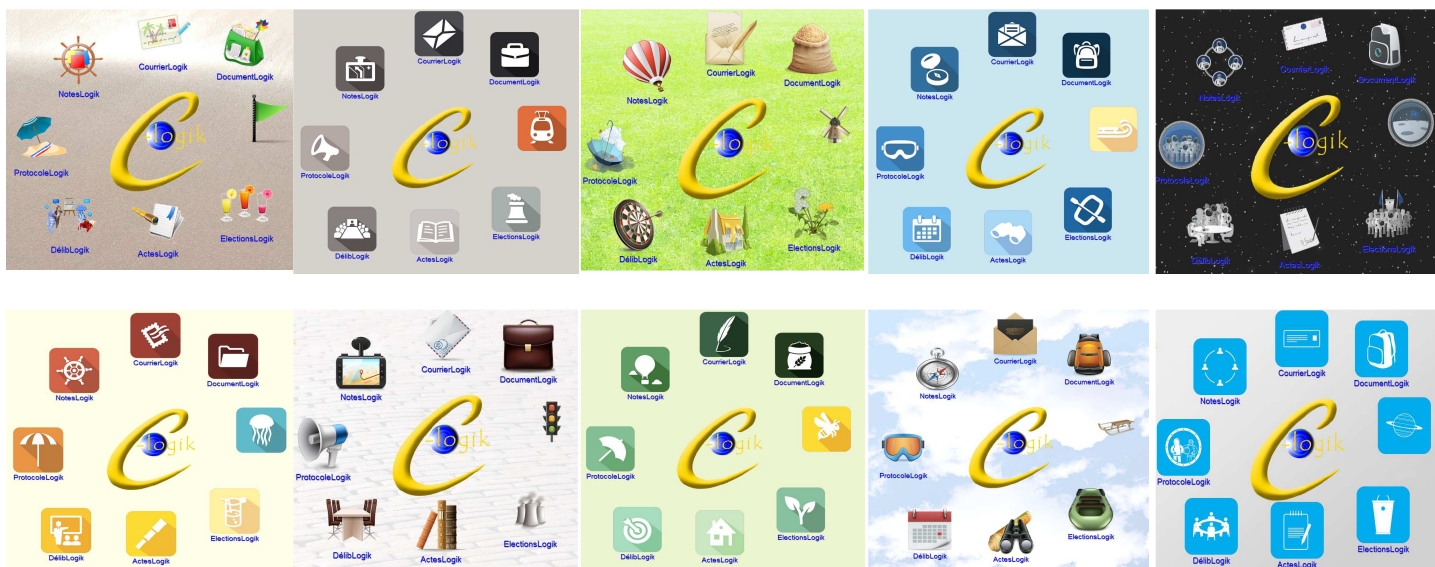 CourrierLogik
DocumentLogik
NotesLogik
-logik
ProtocoleLogik
ElectionsLogik
DélibLogik
ActesLogik
CourrierLogik
DocumentLogik
NotesLogik
-logik
ProtocoleLogik
ElectionsLogik
DélibLogik
ActesLogik
CourrierLogik
DocumentLogik
NotesLogik
-logik
ProtocoleLogik
ElectionsLogik
DélibLogik
ActesLogik
CourrierLogik
DocumentLogik
NotesLogik
-logik
ProtocoleLogik
ElectionsLogik
DélibLogik
ActesLogik
CourrierLogik
DocumentLogik
NotesLogik
-logik
ProtocoleLogik
ElectionsLogik
DélibLogik
ActesLogik
CourrierLogik
DocumentLogik
NotesLogik
-logik
ProtocoleLogik
ElectionsLogik
DélibLogik
ActesLogik
CourrierLogik
DocumentLogik
NotesLogik
-logik
ProtocoleLogik
ElectionsLogik
DélibLogik
ActesLogik
CourrierLogik
DocumentLogik
NotesLogik
-logik
ProtocoleLogik
ElectionsLogik
DélibLogik
ActesLogik
CourrierLogik
DocumentLogik
NotesLogik
-logik
ProtocoleLogik
ElectionsLogik
DélibLogik
ActesLogik
CourrierLogik
DocumentLogik
NotesLogik
-logik
ProtocoleLogik
ElectionsLogik
DélibLogik
ActesLogik